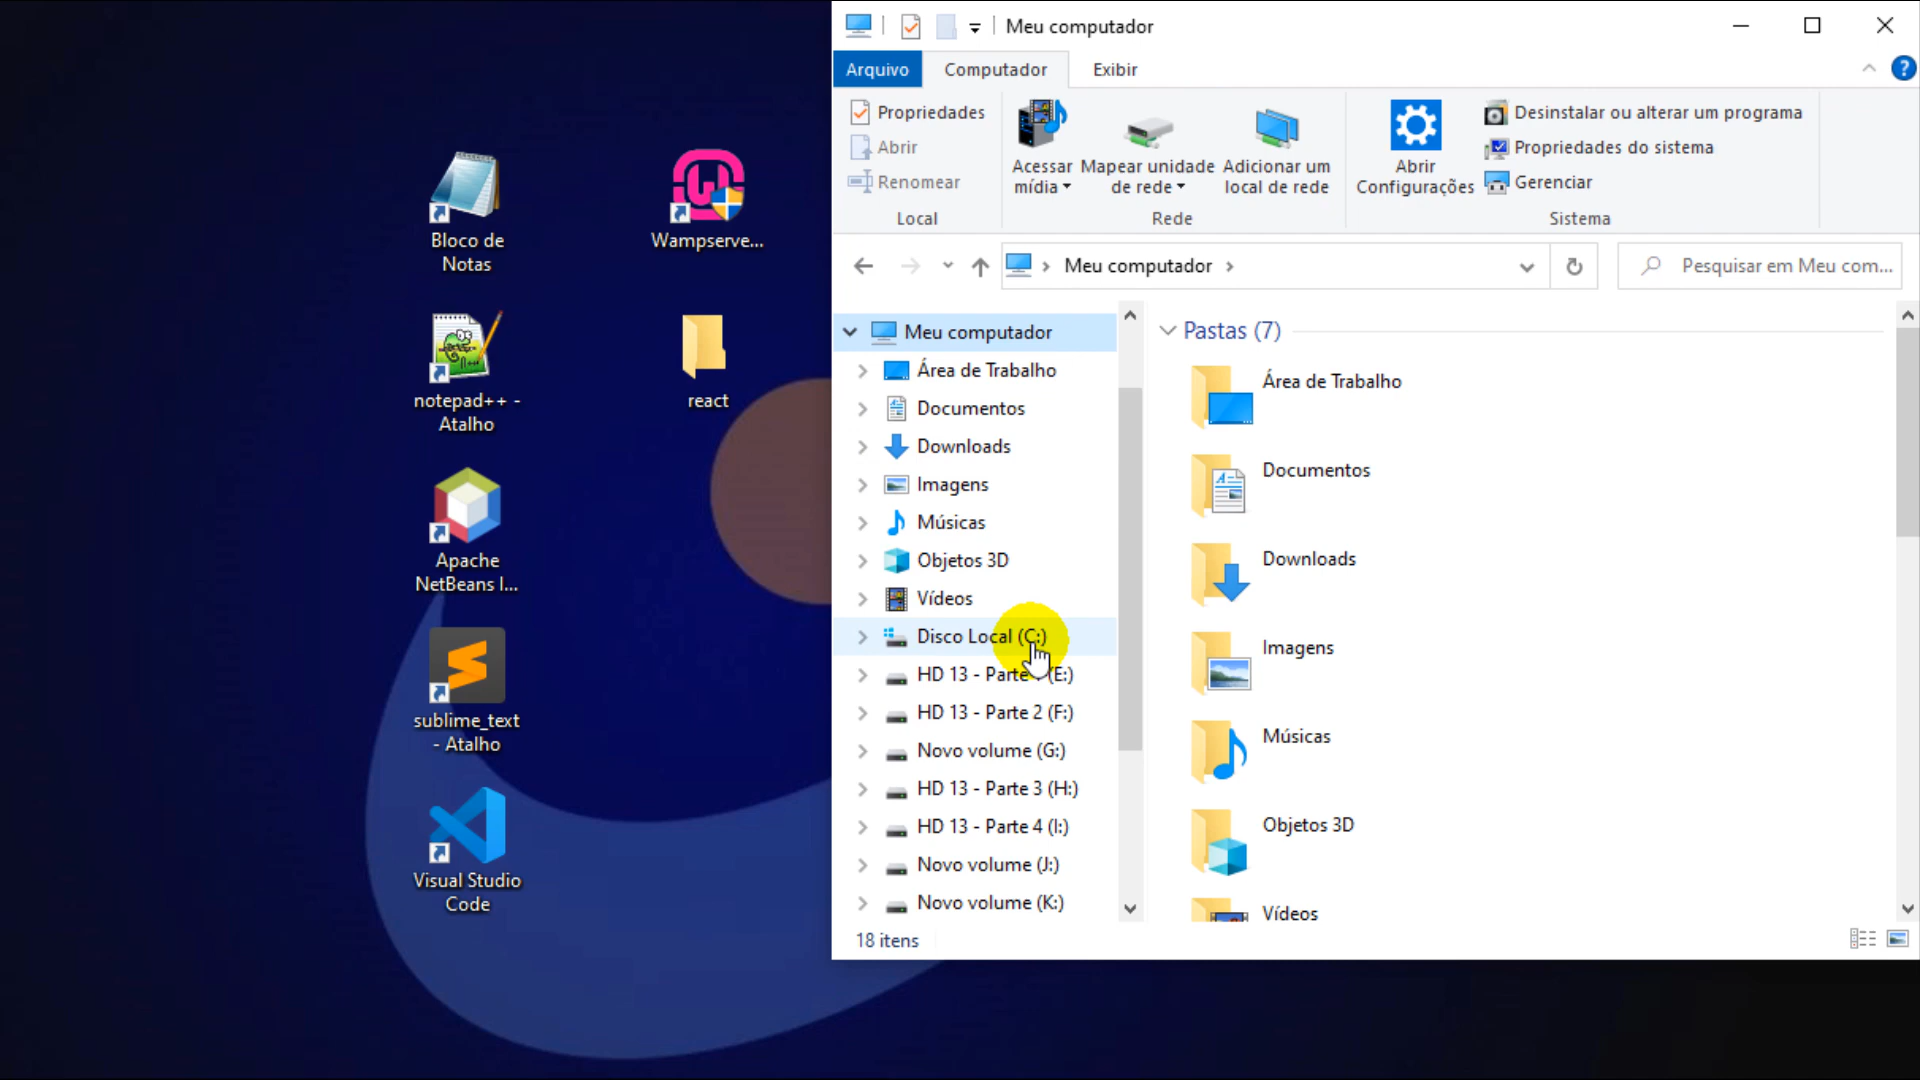 Bloco de
Notas
Wampserve...
notepad++ -
Atalho
react
Apache
NetBeans I...
sublime_text
- Atalho
Visual Studio
Code
Meu computador
Arquivo
Computador
Exibir
Propriedades
Abrir
Renomear
Local
Acessar
mídia
Mapear unidade
de rede
Adicionar um
local de rede
Rede
Abrir
Configurações
Desinstalar ou alterar um programa
Propriedades do sistema
Gerenciar
Sistema
Meu computador
Pesquisar em Meu com...
Meu computador
Área de Trabalho
Documentos
Downloads
Imagens
Músicas
Objetos 3D
Vídeos
Disco Local (C:)
HD 13 - Parte (E:)
HD 13 - Parte 2 (F:)
Novo volume (G:)
HD 13 - Parte 3 (H:)
HD 13 - Parte 4 (I:)
Novo volume (J:)
Novo volume (K:)
Pastas (7)
Área de Trabalho
Documentos
Downloads
Imagens
Músicas
Objetos 3D
Vídeos
18 itens